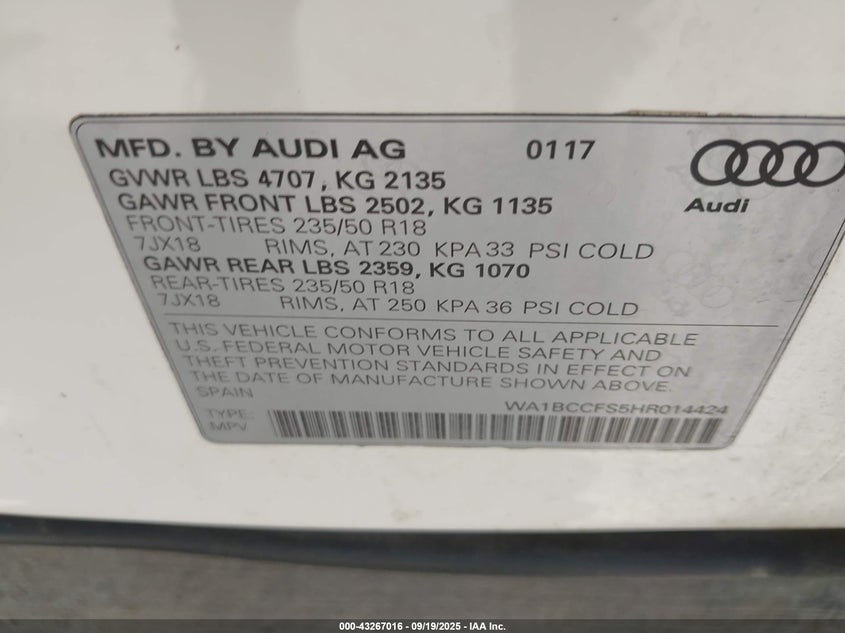 MFD. BY AUDI AG 0117
GVWR LBS 4707, KG 2135
Audi
GAWR FRONT LBS 2502, KG 1135
FRONT-TIRES 235/50 R18
7JX18 RIMS, AT 230 KPA 33 PSI COLD
GAWR REAR LBS 2359, KG 1070
REAR-TIRES 235/50 R18
7JX18 RIMS, AT 250 KPA 36 PSI COLD
THIS VEHICLE CONFORMS TO ALL APPLICABLE
U.S. FEDERAL MOTOR VEHICLE SAFETY AND
THEFT PREVENTION STANDARDS IN EFFECT ON
THE DATE OF MANUFACTURE SHOWN ABOVE.
SPAIN
WA1BCCFS5HR014424
TYPE:
MPV
000-43267016 - 09/19/2025 - IAA Inc.